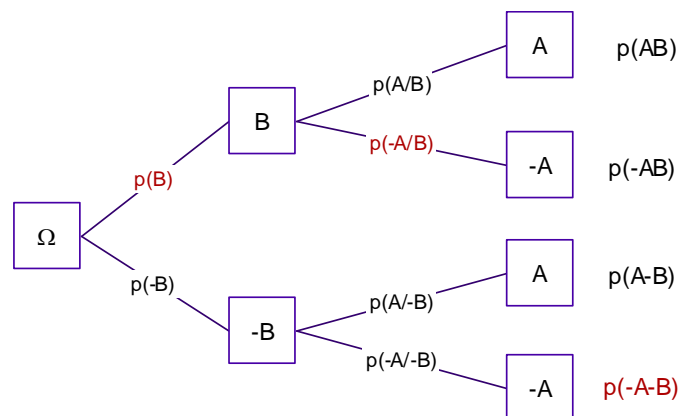 A p(AB)
p(A/B)
B
p(-A/B)
-A p(-AB)
p(B)
Ω
p(-B)
A p(A-B)
p(A/-B)
-B
p(-A/-B)
-A p(-A-B)